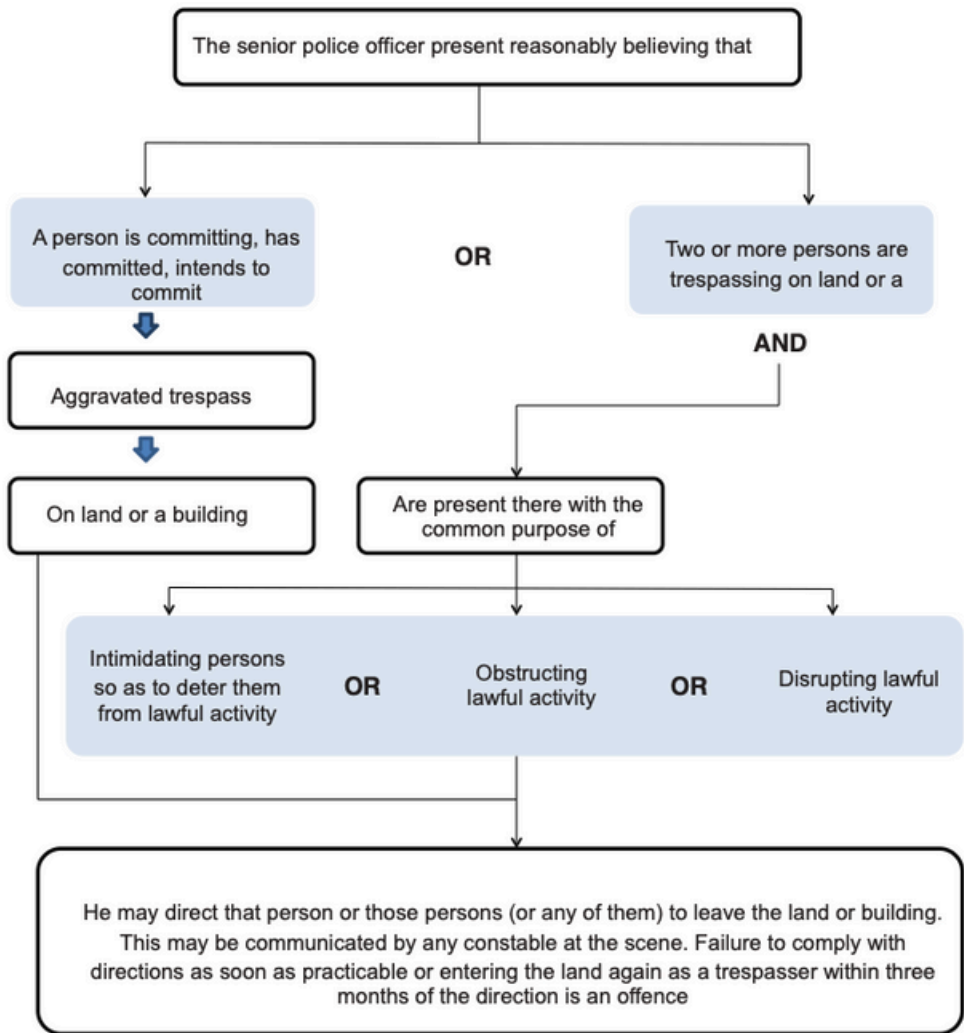 The senior police officer present reasonably believing that
A person is committing, has
committed, intends to
commit
OR
Two or more persons are
trespassing on land or a
AND
Aggravated trespass
On land or a building
Are present there with the
common purpose of
Intimidating persons
so as to deter them
from lawful activity
OR
Obstructing
lawful activity
OR
Disrupting lawful
activity
He may direct that person or those persons (or any of them) to leave the land or building.
This may be communicated by any constable at the scene. Failure to comply with
directions as soon as practicable or entering the land again as a trespasser within three
months of the direction is an offence